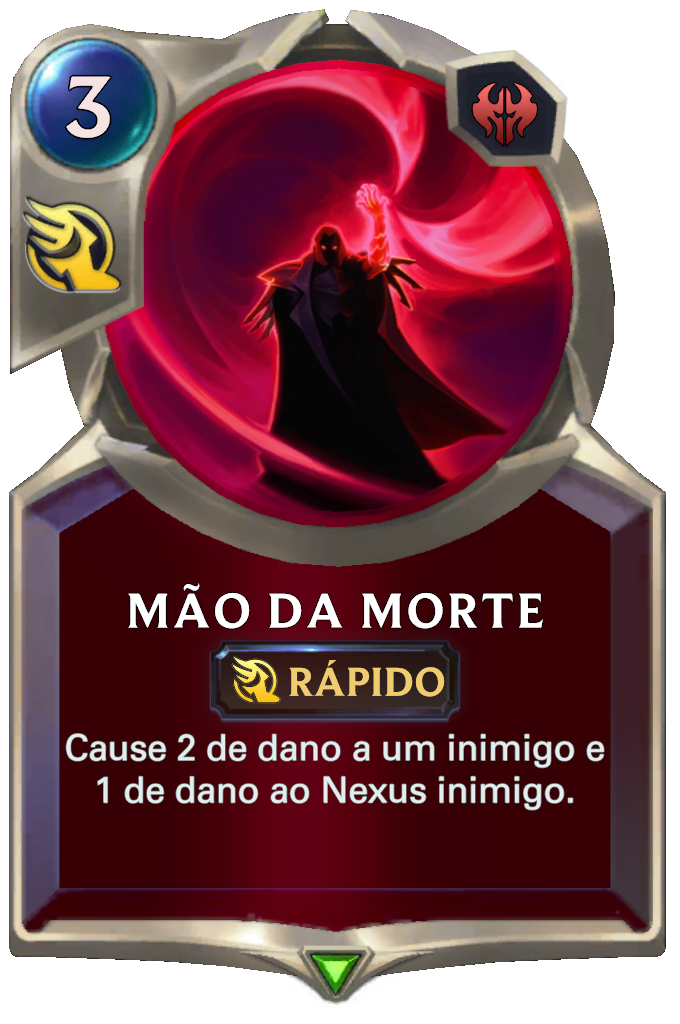 3
MÃO DA MORTE
RÁPIDO
Cause 2 de dano a um inimigo e
1 de dano ao Nexus inimigo.